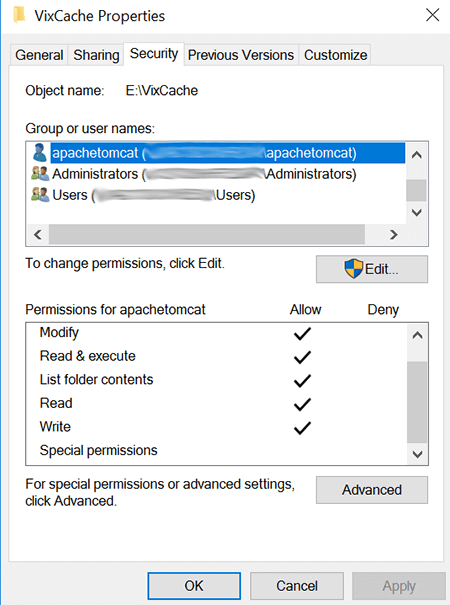 VixCache Properties
General Sharing Security Previous Versions Customize
Object name: E:\VixCache
Group or user names:
apachetomcat ( \apachetomcat)
Administrators ( \Administrators)
Users ( \Users)
To change permissions, click Edit.
Edit...
Permissions for apachetomcat Allow Deny
Modify
Read & execute
List folder contents
Read
Write
Special permissions
For special permissions or advanced settings,
click Advanced.
Advanced
OK Cancel Apply